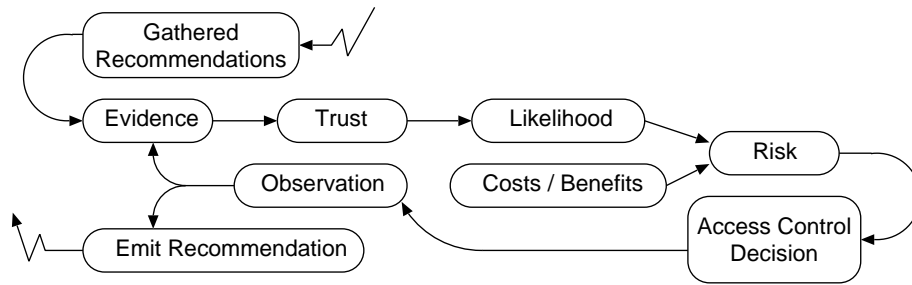 Gathered
Recommendations
Evidence
Trust
Likelihood
Risk
Observation
Costs / Benefits
Access Control
Decision
Emit Recommendation